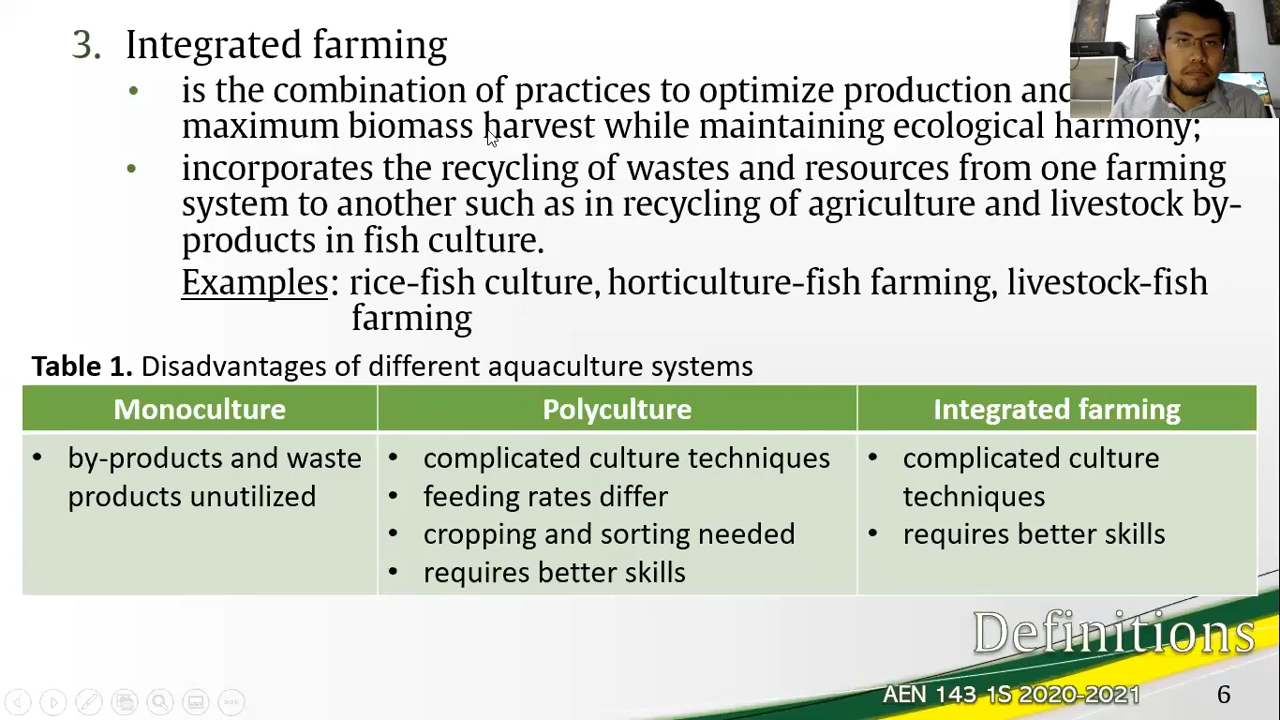 3. Integrated farming
• is the combination of practices to optimize production and
maximum biomass harvest while maintaining ecological harmony;
• incorporates the recycling of wastes and resources from one farming
system to another such as in recycling of agriculture and livestock by-
products in fish culture.
Examples: rice-fish culture, horticulture-fish farming, livestock-fish
farming
Table 1. Disadvantages of different aquaculture systems
Monoculture Polyculture Integrated farming
• by-products and waste
products unutilized
• complicated culture techniques
• feeding rates differ
• cropping and sorting needed
• requires better skills
• complicated culture
techniques
• requires better skills
Definitions
AEN 143 1S 2020-2021 6